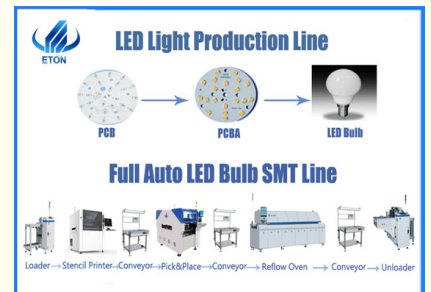 ETON
LED Light Production Line
PCB PCBA LED Bulb
Full Auto LED Bulb SMT Line
Loader → Stencil Printer → Conveyor → Pick&Place → Conveyor → Reflow Oven → Conveyor → Unloader